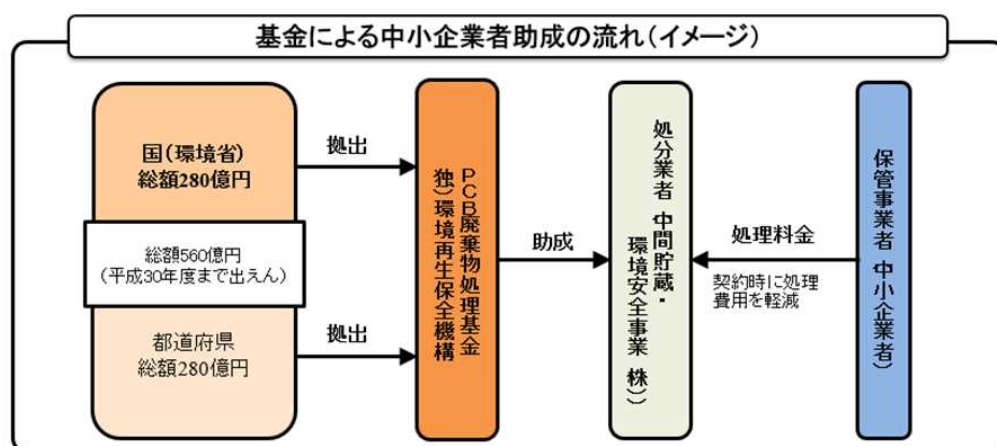 基金による中小企業者助成の流れ(イメージ)
国(環境省)
総額280億円
総額560億円
(平成30年度まで出えん)
都道府県
総額280億円
拠出
拠出
PCB廃棄物処理基金
独)環境再生保全機構
助成
処分業者 中間貯蔵・
環境安全事業 株))
処理料金
契約時に処理
費用を軽減
保管事業者 中小企業者)